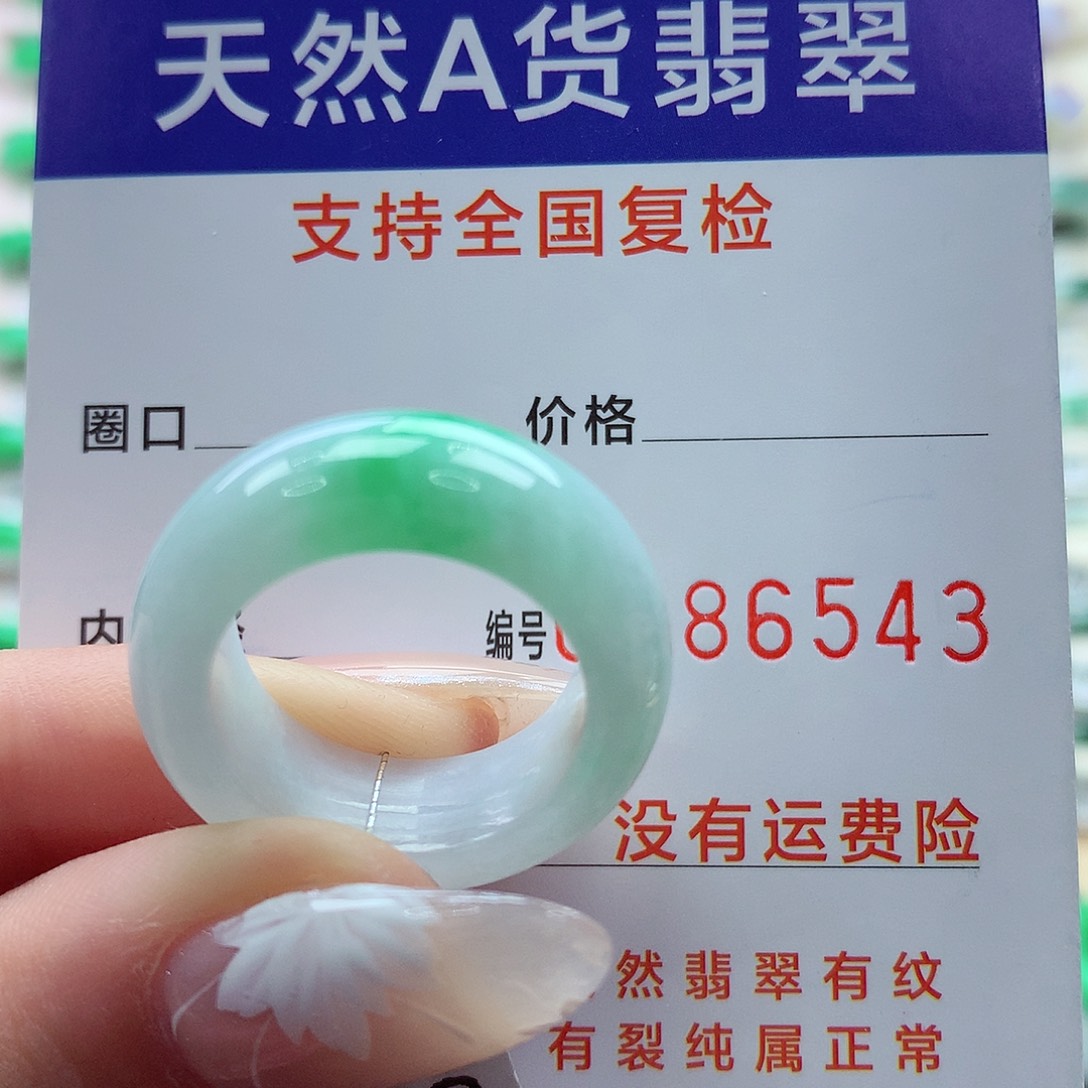 天然A货翡翠
支持全国复检
圈口 价格
内 编号 86543
没有运费险
然翡翠有纹
有裂纯属正常